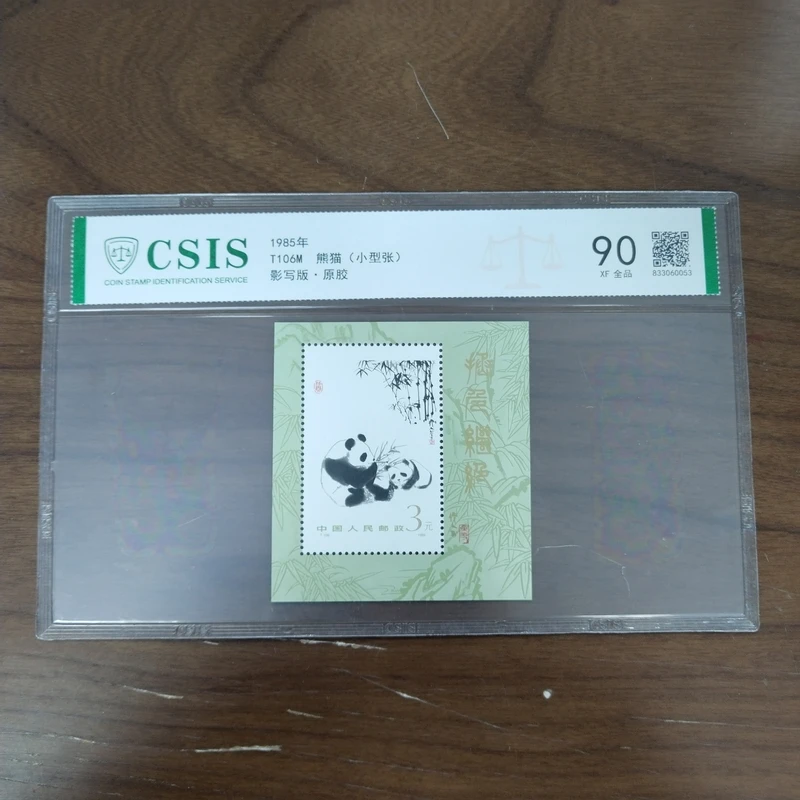 CSIS
COIN STAMP IDENTIFICATION SERVICE
1985年
T106M 熊猫（小型张）
影写版·原胶
90
XF 全品
833060053
中国人民邮政 3元